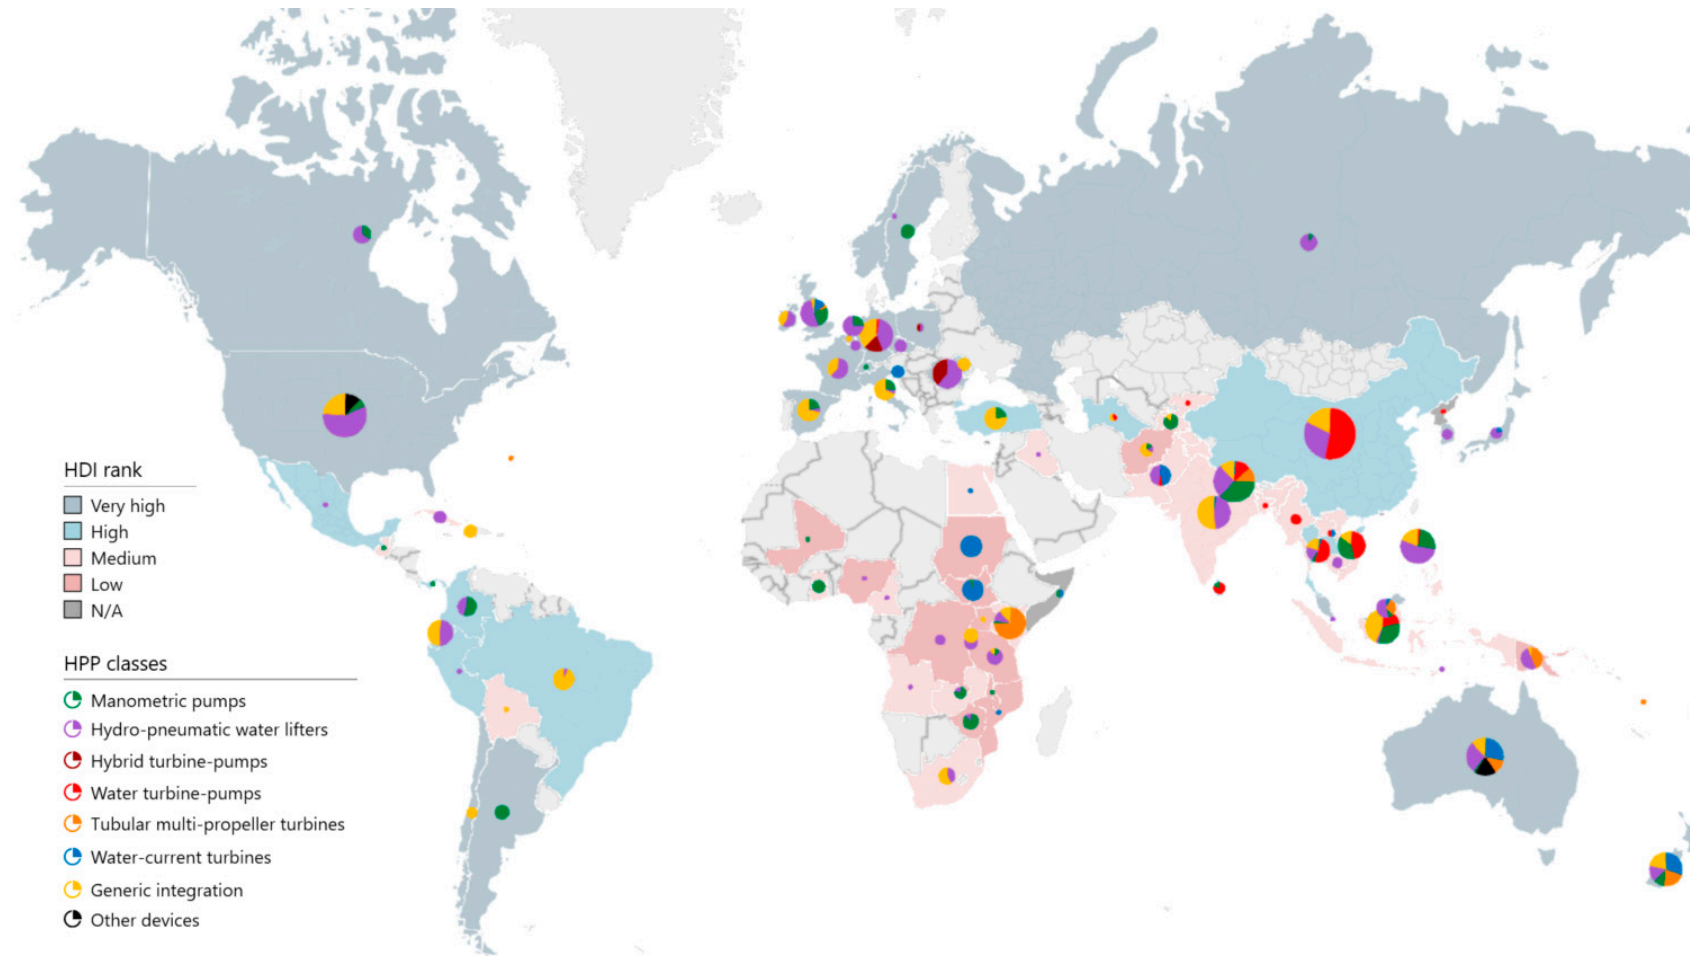 HDI rank
Very high
High
Medium
Low
N/A
HPP classes
Manometric pumps
Hydro-pneumatic water lifters
Hybrid turbine-pumps
Water turbine-pumps
Tubular multi-propeller turbines
Water-current turbines
Generic integration
Other devices